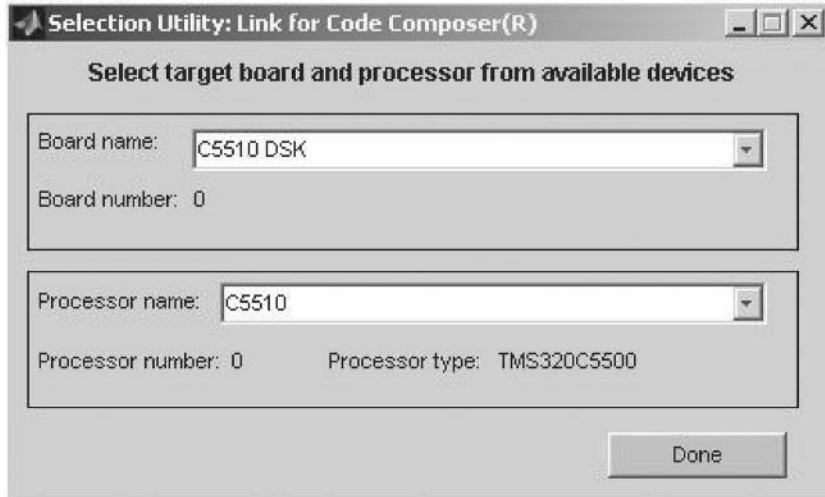 Selection Utility: Link for Code Composer(R)
Select target board and processor from available devices
Board name: C5510 DSK
Board number: 0
Processor name: C5510
Processor number: 0 Processor type: TMS320C5500
Done